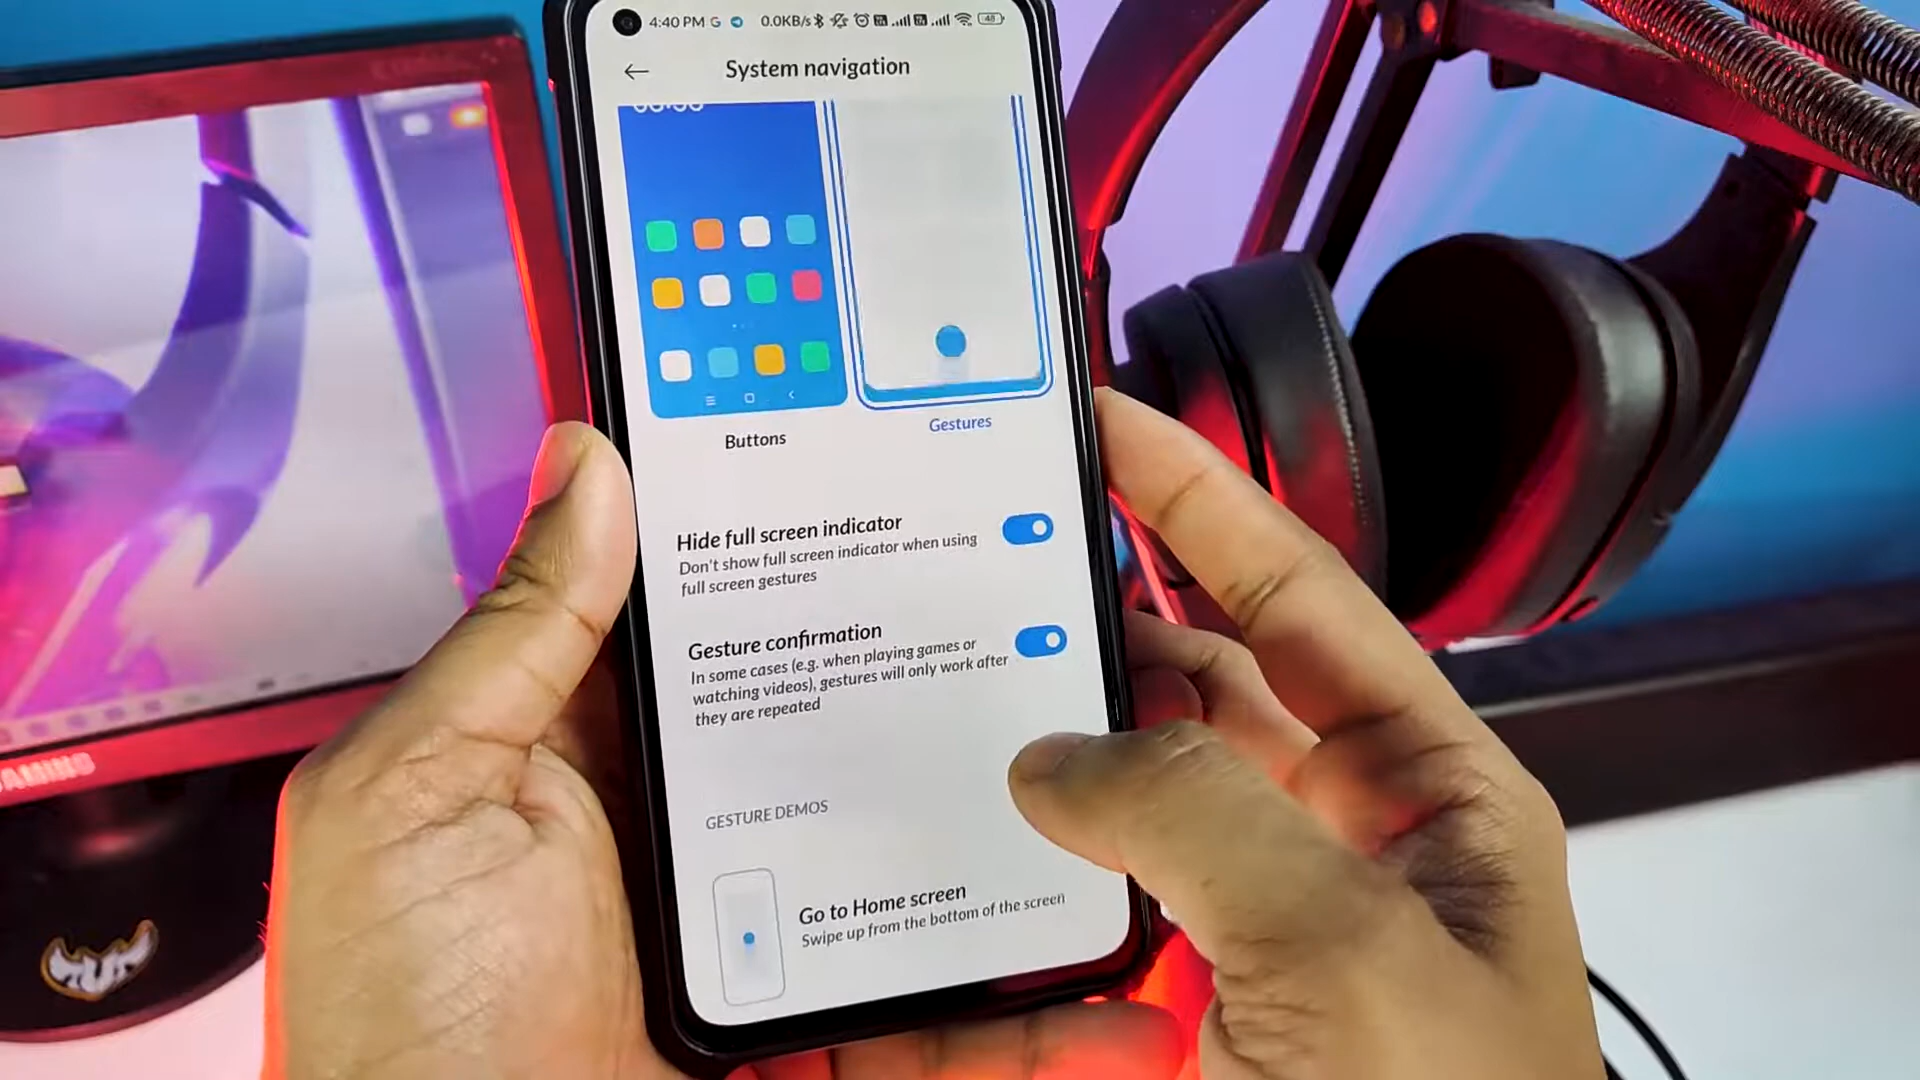 4:40 PM G 0.0KB/s 48
System navigation
Buttons
Gestures
Hide full screen indicator
Don't show full screen indicator when using
full screen gestures
Gesture confirmation
In some cases (e.g. when playing games or
watching videos), gestures will only work after
they are repeated
GESTURE DEMOS
Go to Home screen
Swipe up from the bottom of the screen
AMING